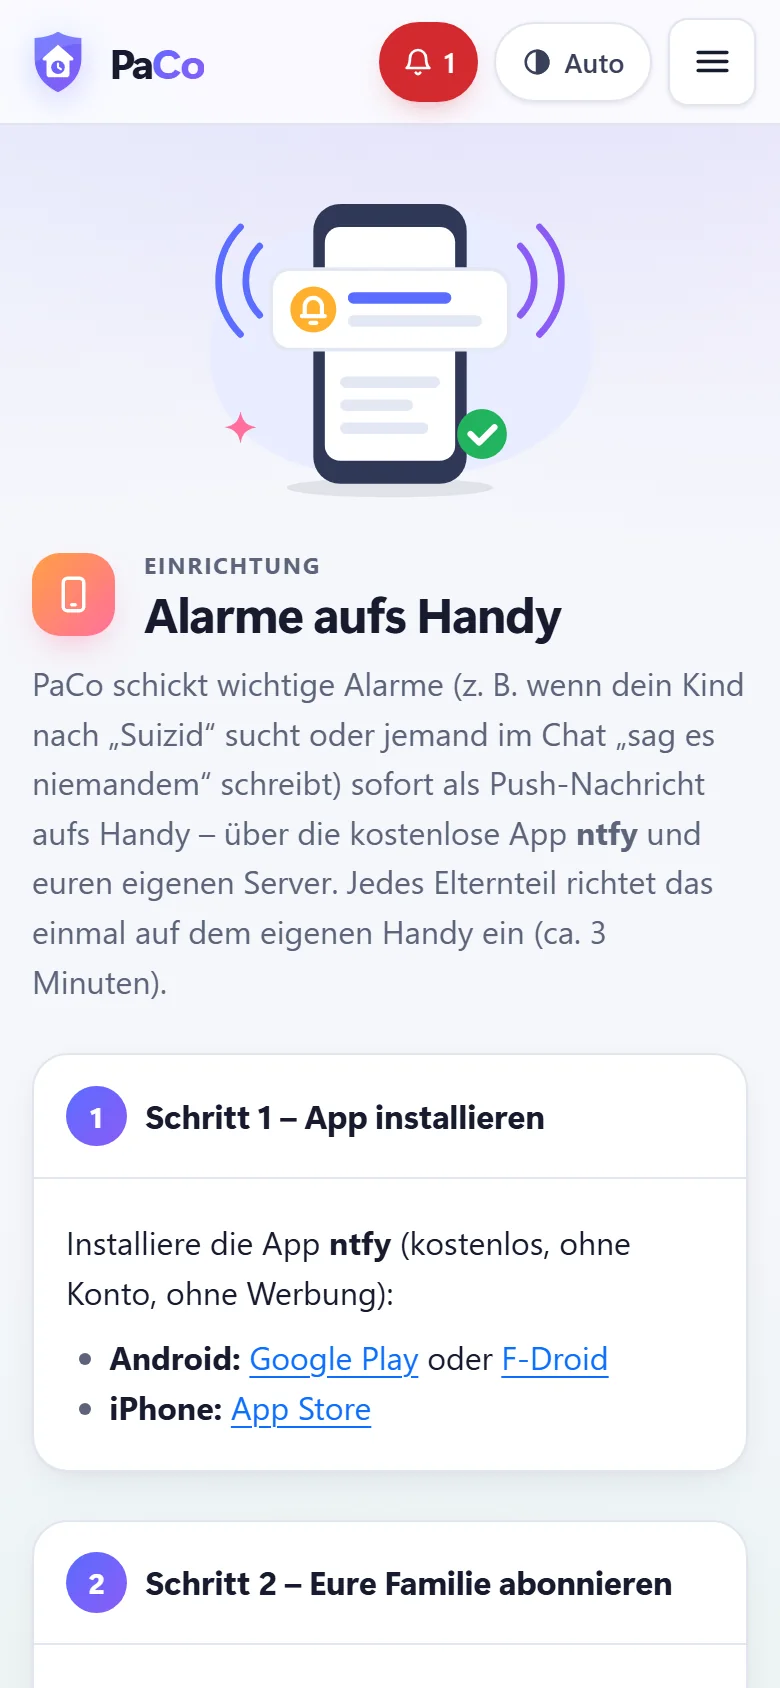 PaCo
1
Auto
EINRICHTUNG
Alarme aufs Handy
PaCo schickt wichtige Alarme (z. B. wenn dein Kind
nach „Suizid“ sucht oder jemand im Chat „sag es
niemandem“ schreibt) sofort als Push-Nachricht
aufs Handy – über die kostenlose App ntfy und
euren eigenen Server. Jedes Elternteil richtet das
einmal auf dem eigenen Handy ein (ca. 3
Minuten).
1
Schritt 1 – App installieren
Installiere die App ntfy (kostenlos, ohne
Konto, ohne Werbung):
Android: Google Play oder F-Droid
iPhone: App Store
2
Schritt 2 – Eure Familie abonnieren